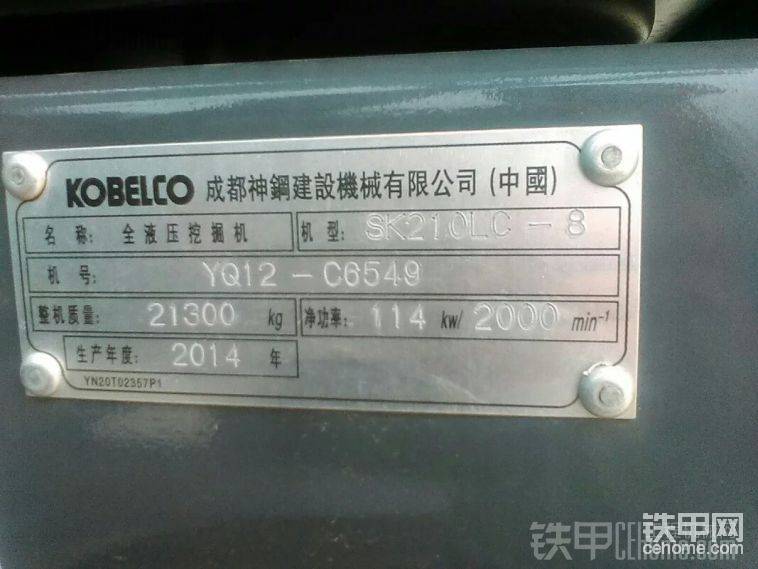 KOBELCO 成都神鋼建設機械有限公司 (中國)
名 称： 全液压挖掘机 机 型： SK210LC - 8
机 号： YQ12 - C6549
整机质量： 21300 kg 净功率： 114 kw/ 2000 min⁻¹
生产年度： 2014 年
YN20T02357P1
铁甲网
cehome.com